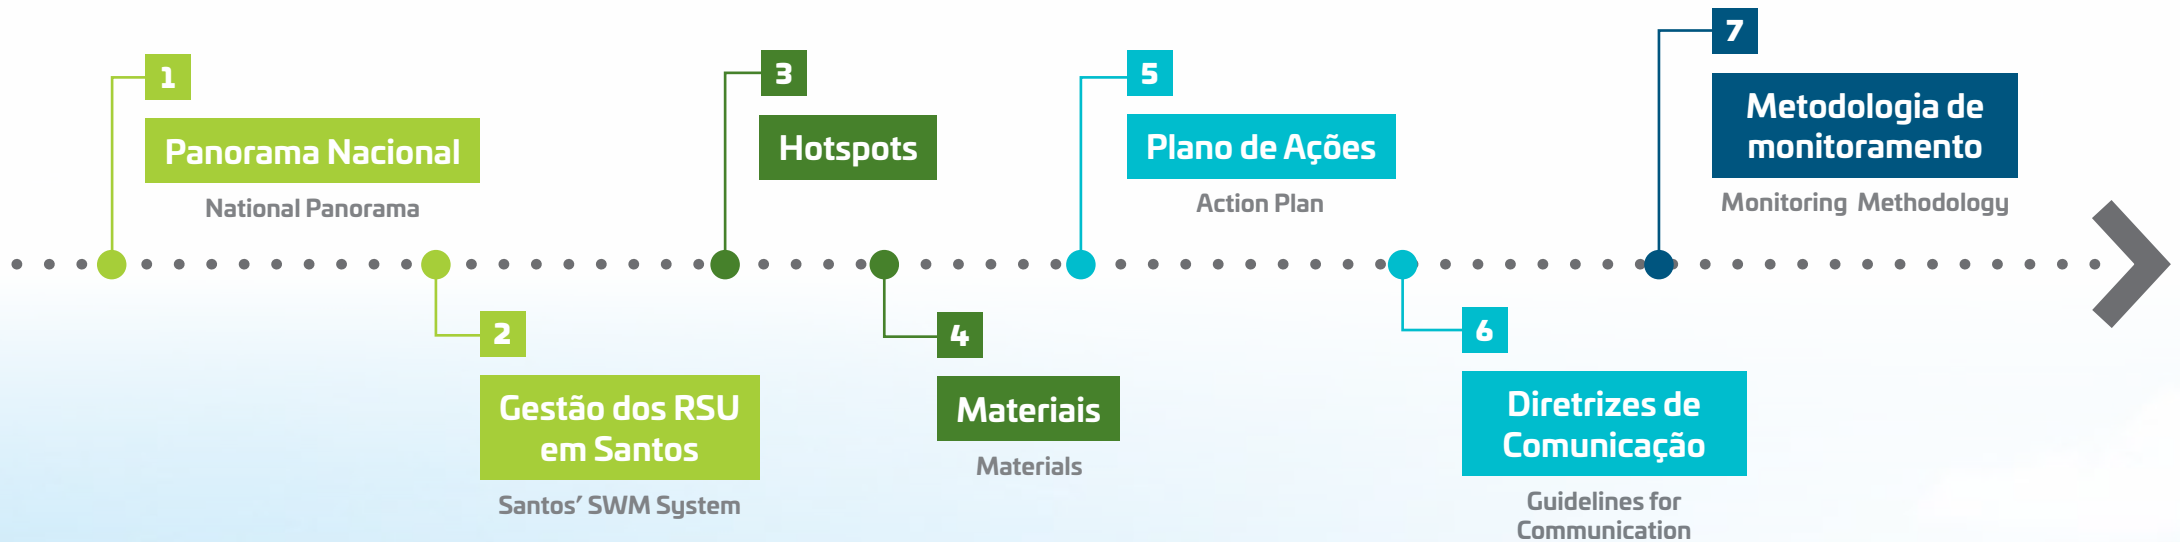 1
Panorama Nacional
National Panorama
2
Gestão dos RSU
em Santos
Santos’ SWM System
3
Hotspots
4
Materiais
Materials
5
Plano de Ações
Action Plan
6
Diretrizes de
Comunicação
Guidelines for
Communication
7
Metodologia de
monitoramento
Monitoring Methodology